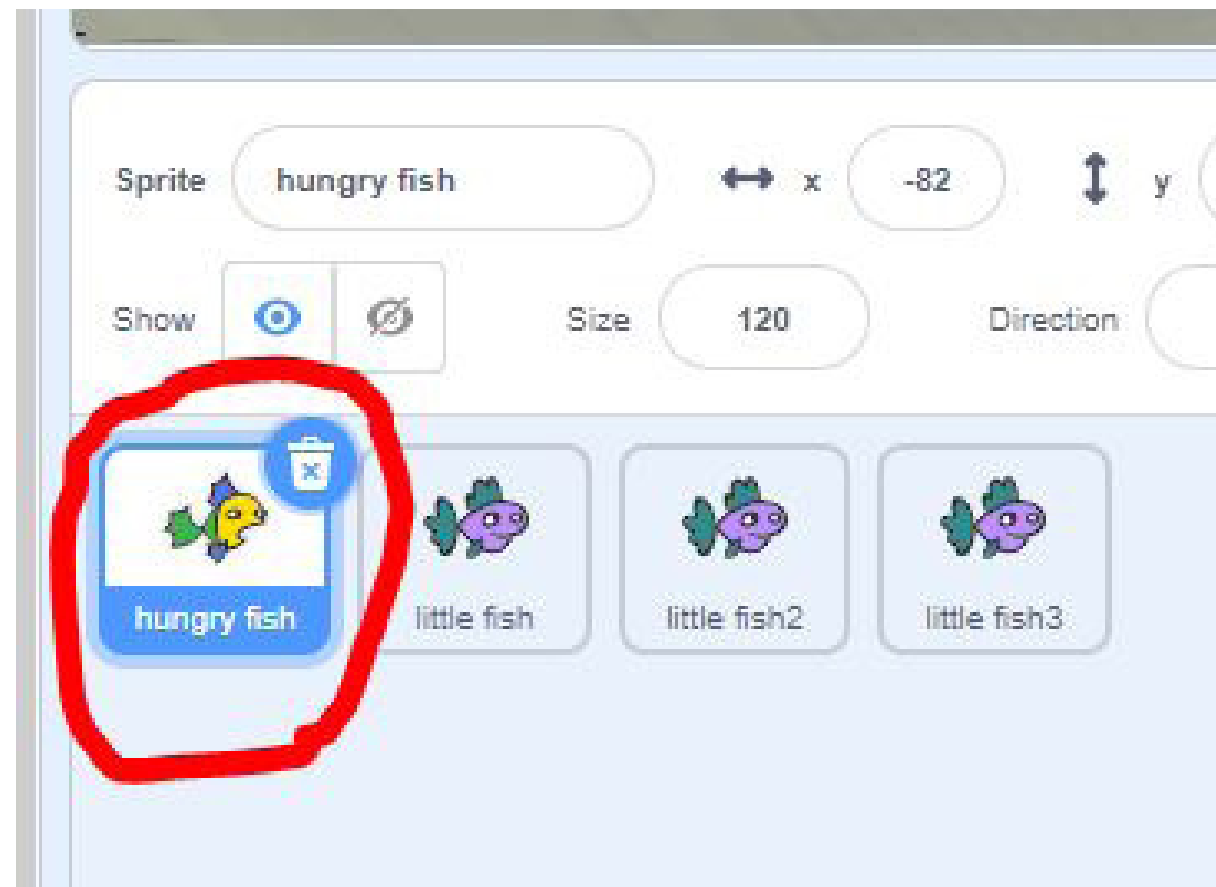 Sprite hungry fish x -82 y
Show Size 120 Direction
hungry fish little fish little fish2 little fish3